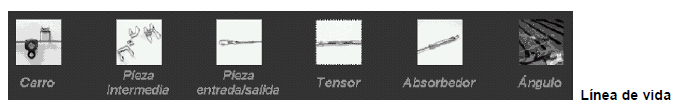 Carro
Pieza
intermedia
Pieza
entrada/salida
Tensor
Absorbedor
Ángulo
Línea de vida